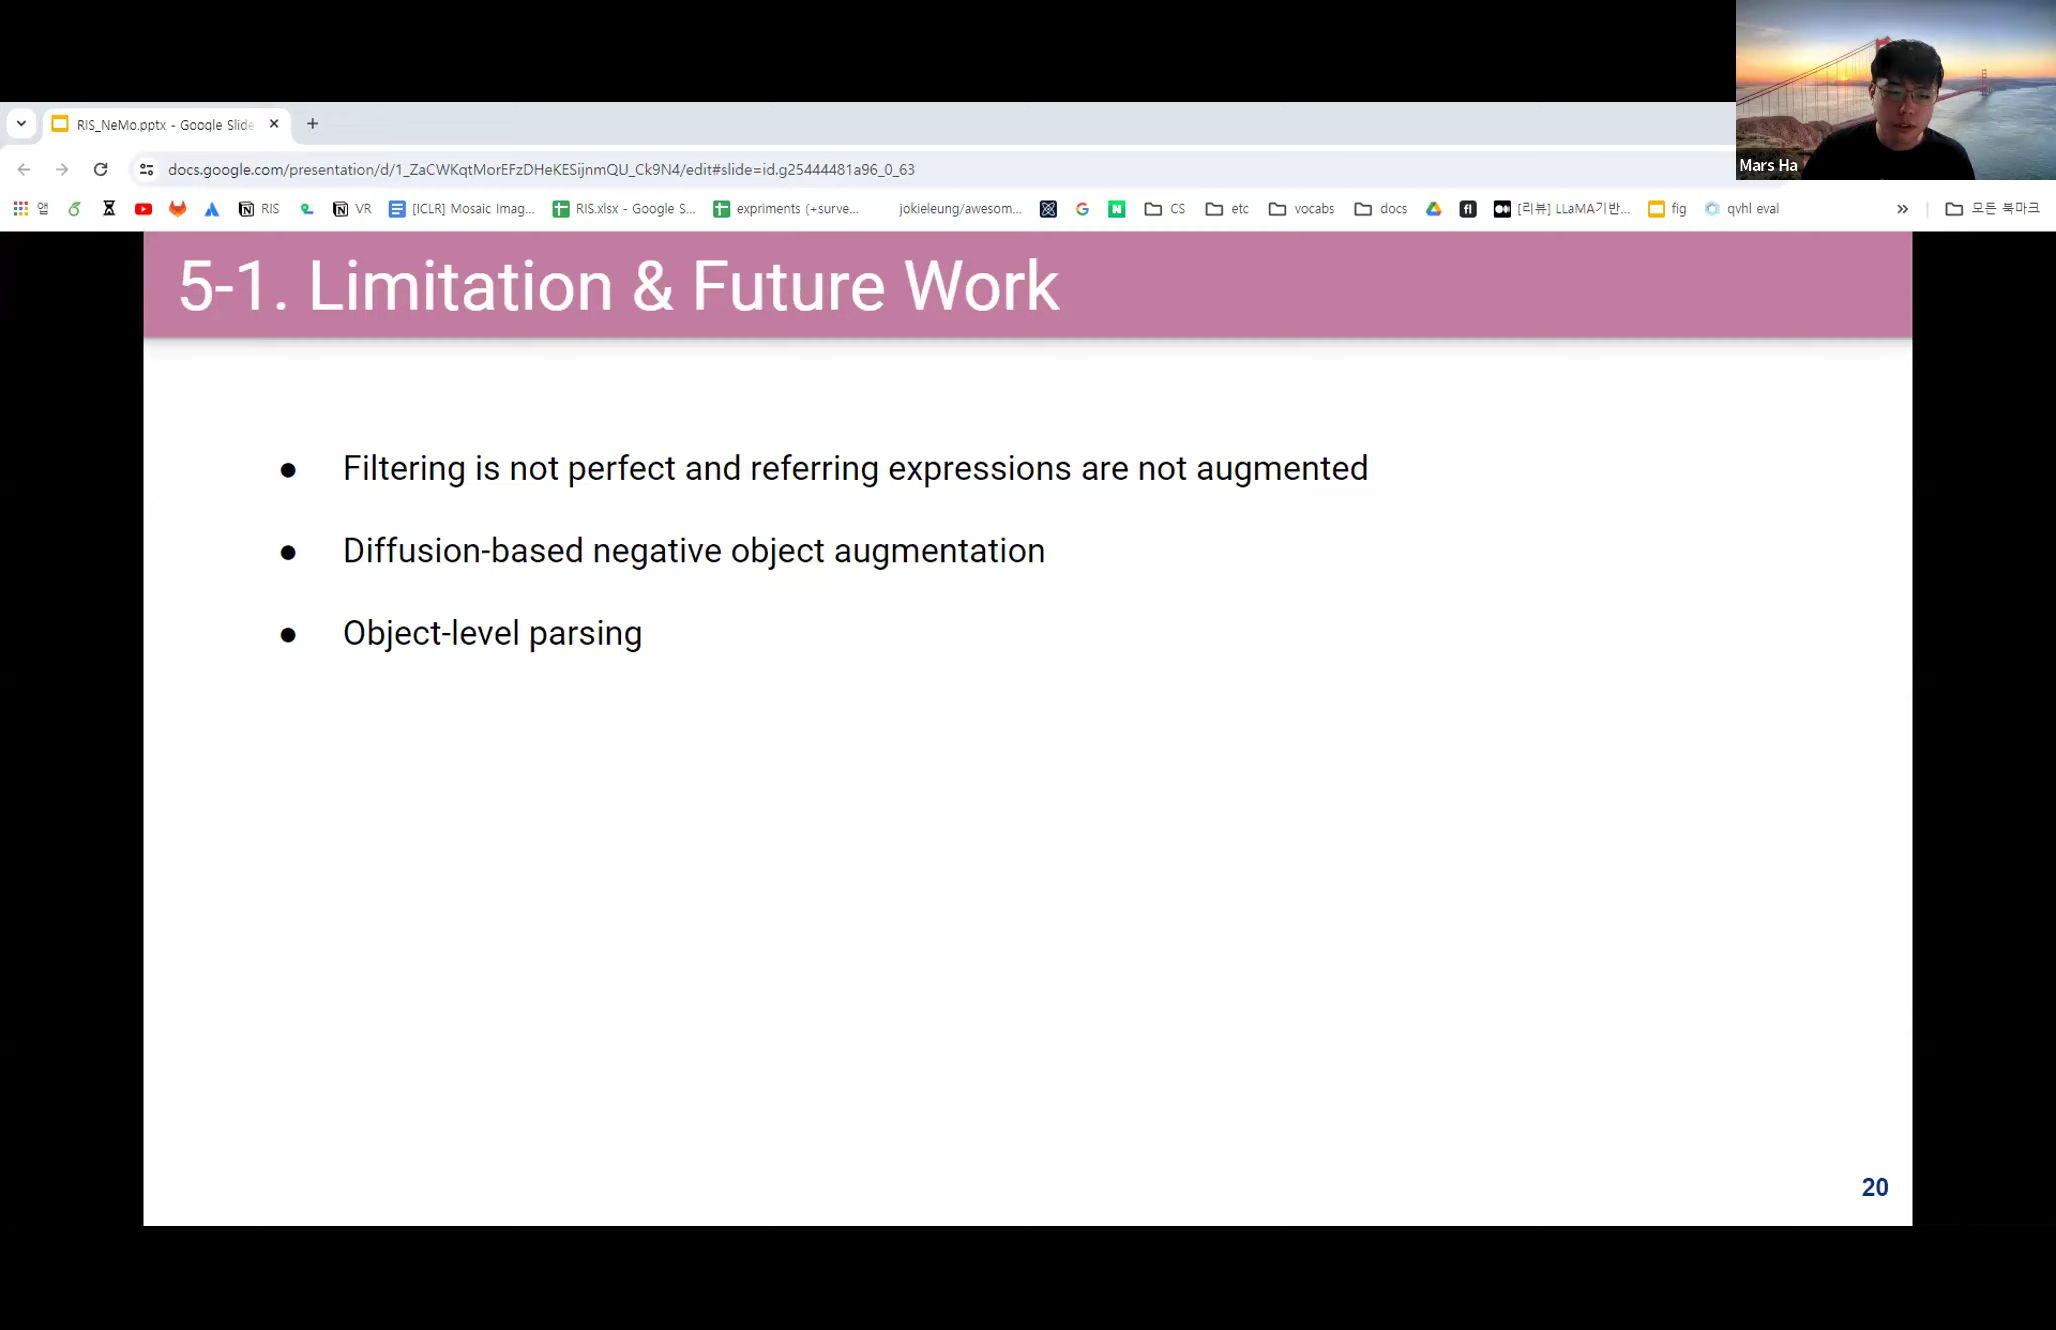 Mars Ha
RIS_NeMo.pptx - Google Slide
docs.google.com/presentation/d/1_ZaCWKqtMorEFzDHeKESijnmQU_Ck9N4/edit#slide=id.g25444481a96_0_63
앱 RIS VR [ICLR] Mosaic Imag... RIS.xlsx - Google S... expriments (+surve... jokieleung/awesom... CS etc vocabs docs [리뷰] LLaMA기반... fig qvhl eval » 모든 북마크
5-1. Limitation & Future Work
● Filtering is not perfect and referring expressions are not augmented
● Diffusion-based negative object augmentation
● Object-level parsing
20